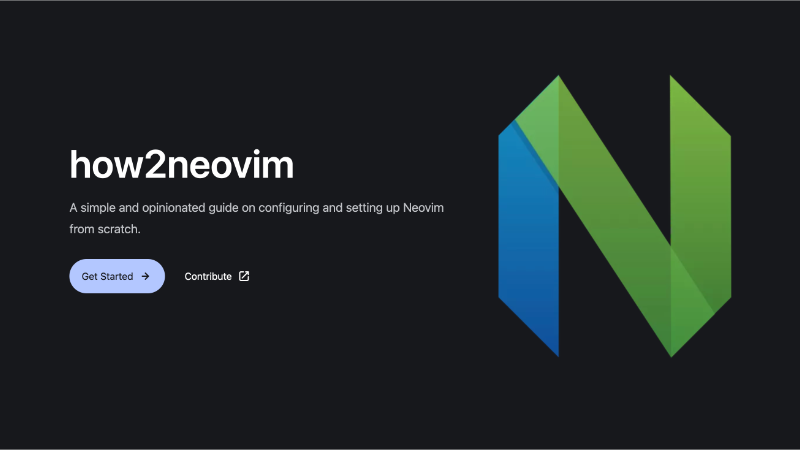 how2neovim
A simple and opinionated guide on configuring and setting up Neovim
from scratch.
Get Started
Contribute